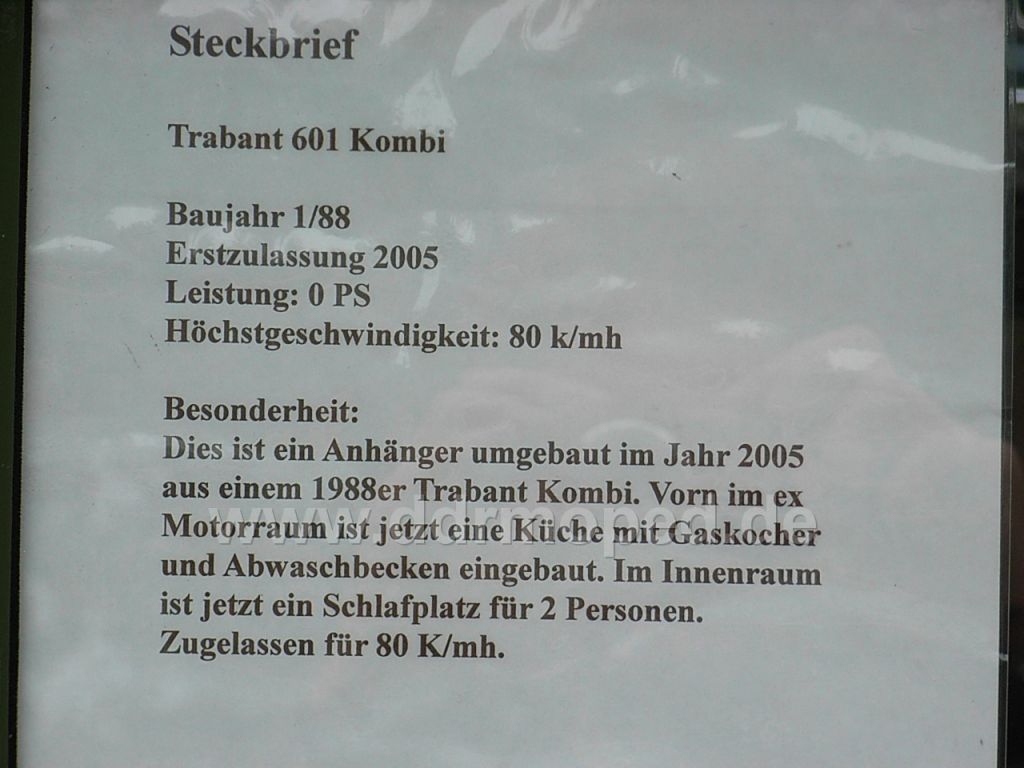 Steckbrief
Trabant 601 Kombi
Baujahr 1/88
Erstzulassung 2005
Leistung: 0 PS
Höchstgeschwindigkeit: 80 k/mh
Besonderheit:
Dies ist ein Anhänger umgebaut im Jahr 2005
aus einem 1988er Trabant Kombi. Vorn im ex
Motorraum ist jetzt eine Küche mit Gaskocher
und Abwaschbecken eingebaut. Im Innenraum
ist jetzt ein Schlafplatz für 2 Personen.
Zugelassen für 80 K/mh.
www.ddrmoped.de